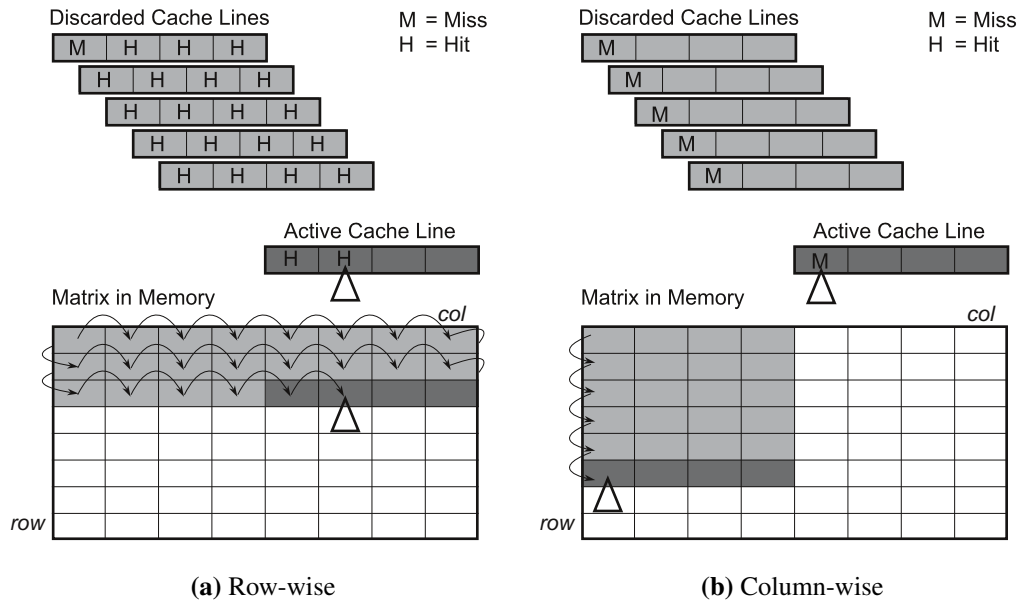 Discarded Cache Lines
M = Miss
H = Hit
M H H H
H H H H
H H H H
H H H H
H H H H
Active Cache Line
H H
Matrix in Memory
col
row
(a) Row-wise
Discarded Cache Lines
M = Miss
H = Hit
M
M
M
M
M
Active Cache Line
M
Matrix in Memory
col
row
(b) Column-wise